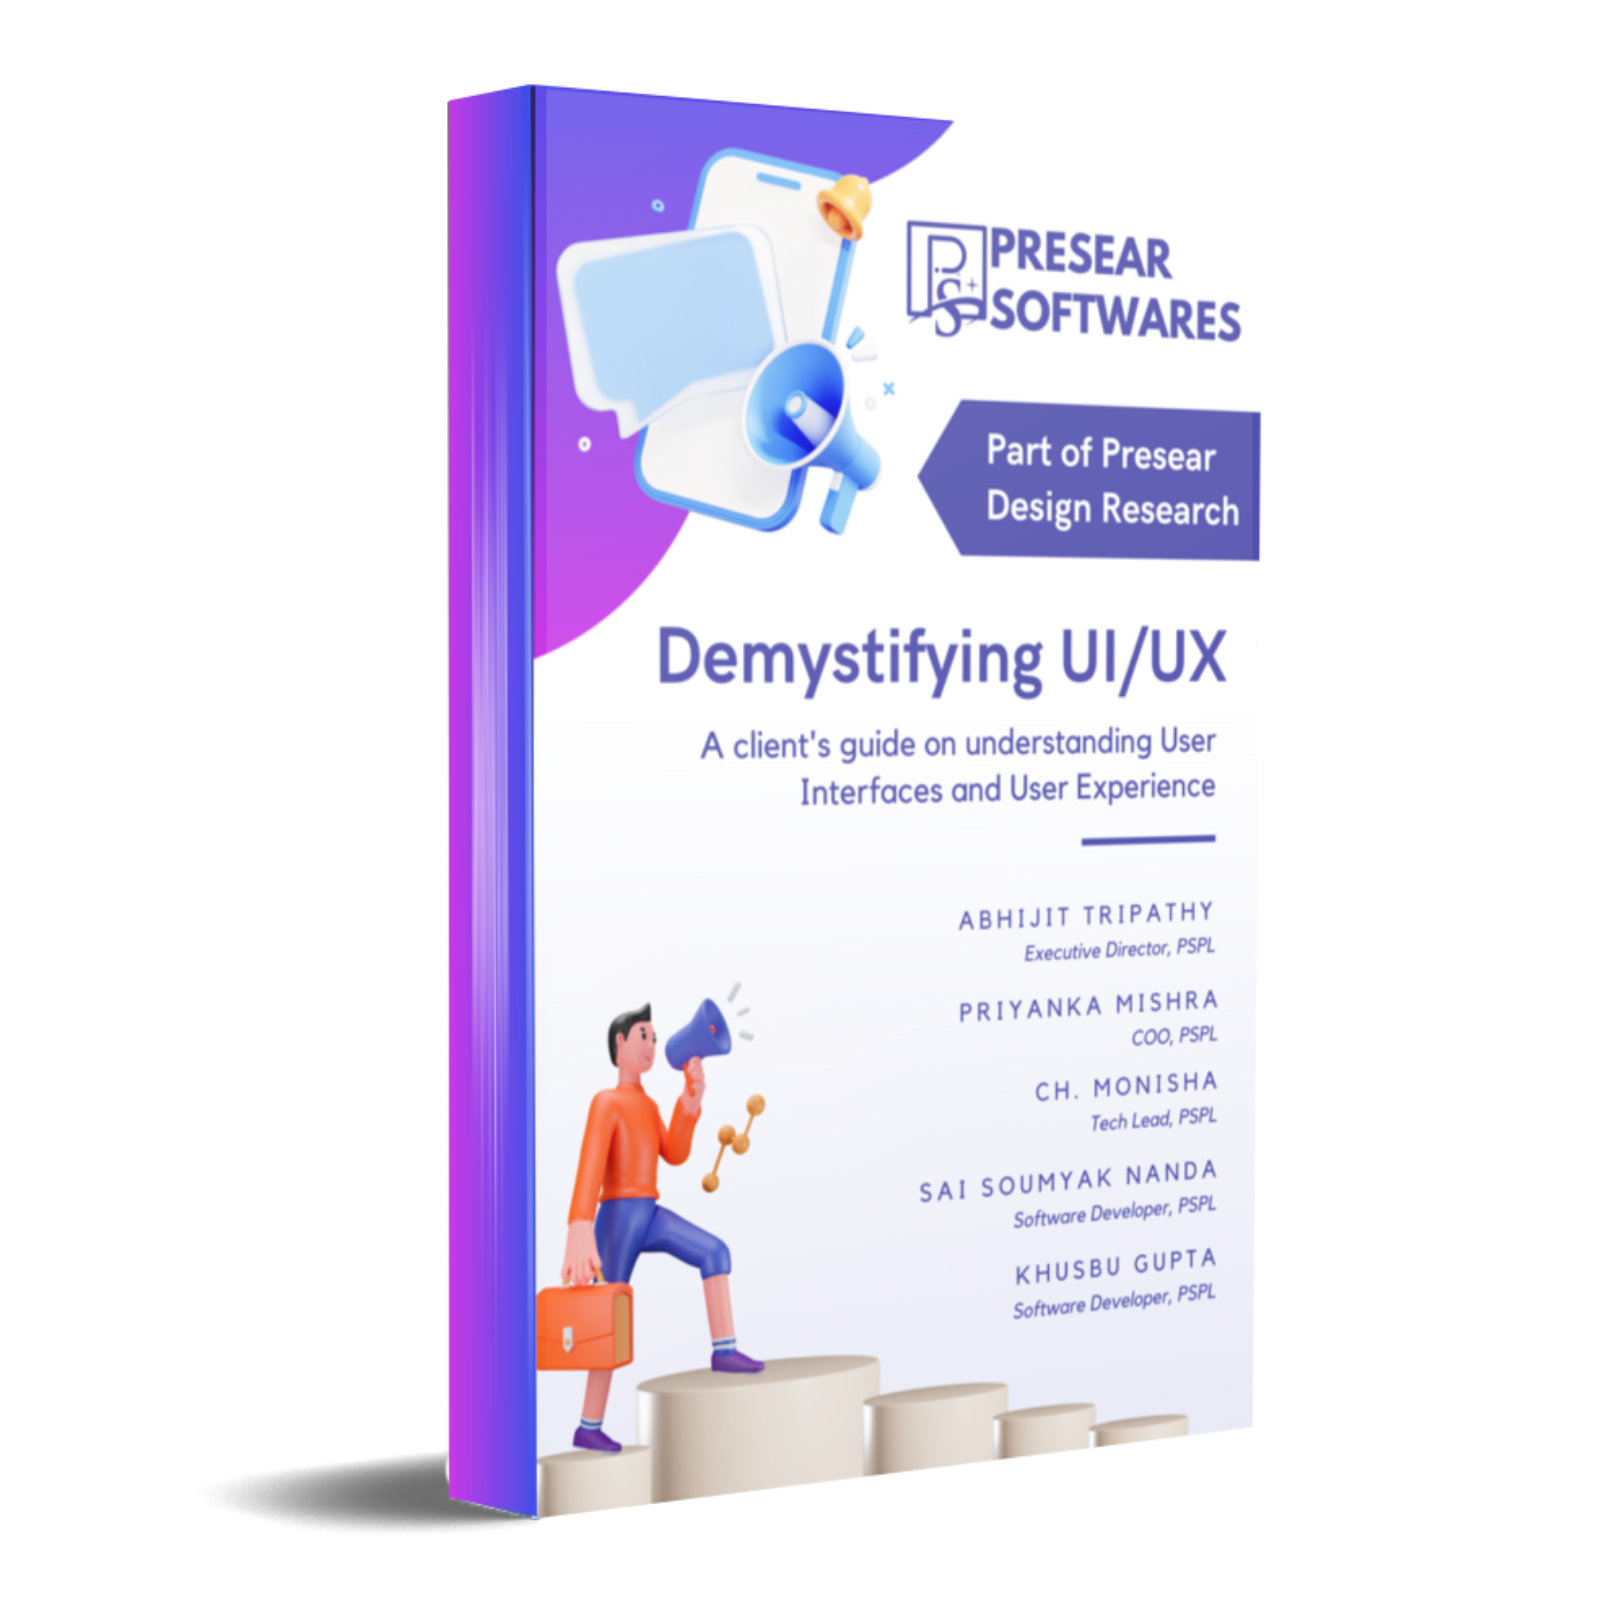 PRESEAR
SOFTWARES
Part of Presear
Design Research
Demystifying UI/UX
A client's guide on understanding User
Interfaces and User Experience
ABHIJIT TRIPATHY
Executive Director, PSPL
PRIYANKA MISHRA
COO, PSPL
CH. MONISHA
Tech Lead, PSPL
SAI SOUMYAK NANDA
Software Developer, PSPL
KHUSBU GUPTA
Software Developer, PSPL